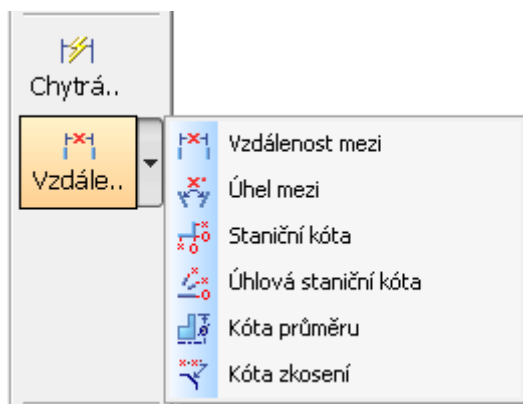 Chytrá..
Vzdále..
Vzdálenost mezi
Úhel mezi
Staniční kóta
Úhlová staniční kóta
Kóta průměru
Kóta zkosení